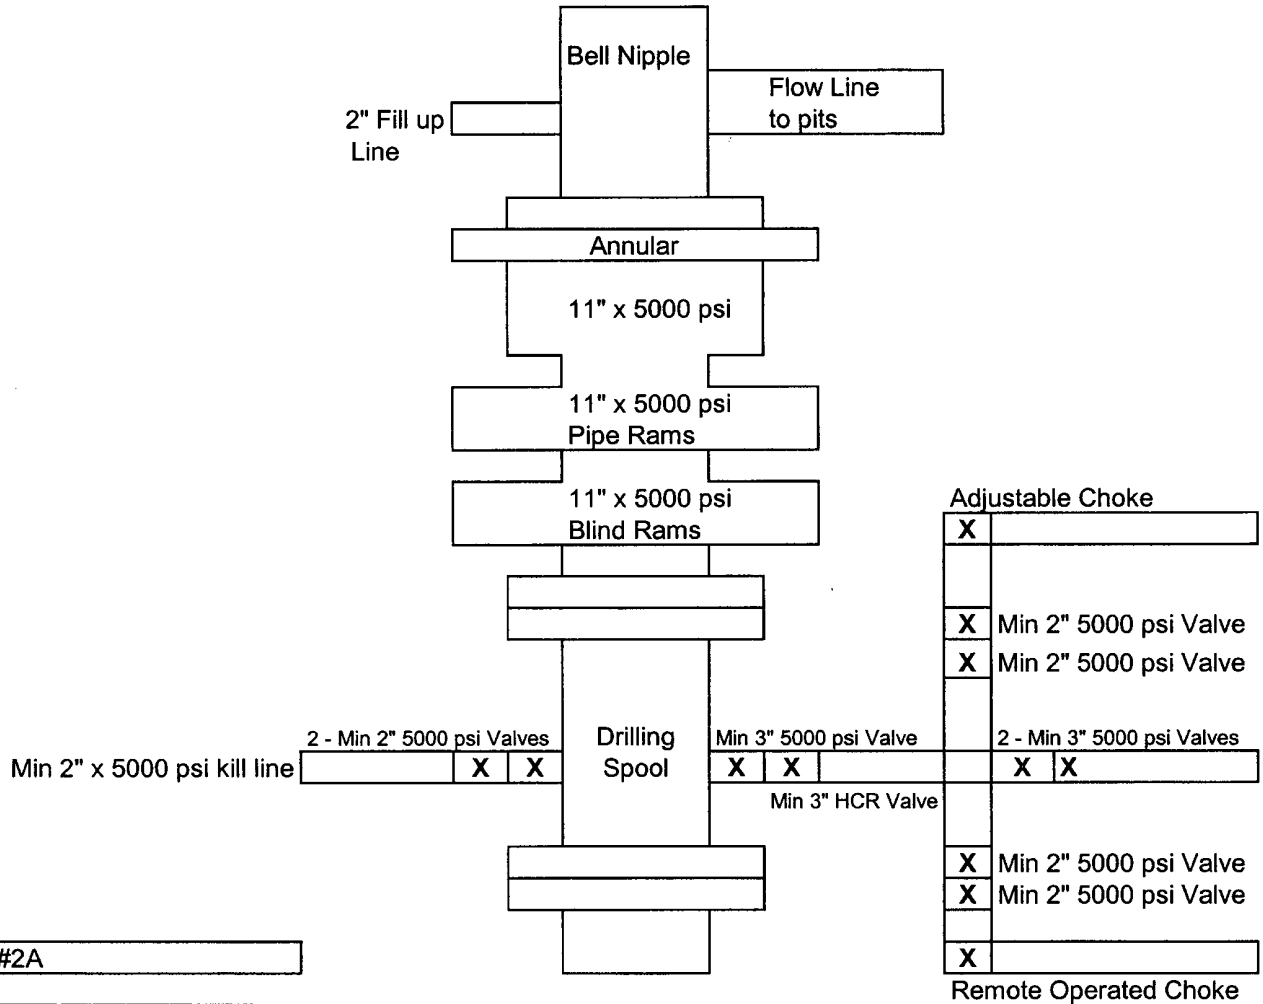 Bell Nipple
Flow Line
to pits
2" Fill up
Line
Annular
11" x 5000 psi
11" x 5000 psi
Pipe Rams
11" x 5000 psi
Blind Rams
Adjustable Choke
X
X Min 2" 5000 psi Valve
X Min 2" 5000 psi Valve
2 - Min 2" 5000 psi Valves
Drilling
Spool
Min 3" 5000 psi Valve
2 - Min 3" 5000 psi Valves
Min 2" x 5000 psi kill line
X X
X X
X X
Min 3" HCR Valve
X Min 2" 5000 psi Valve
X Min 2" 5000 psi Valve
#2A
X
Remote Operated Choke